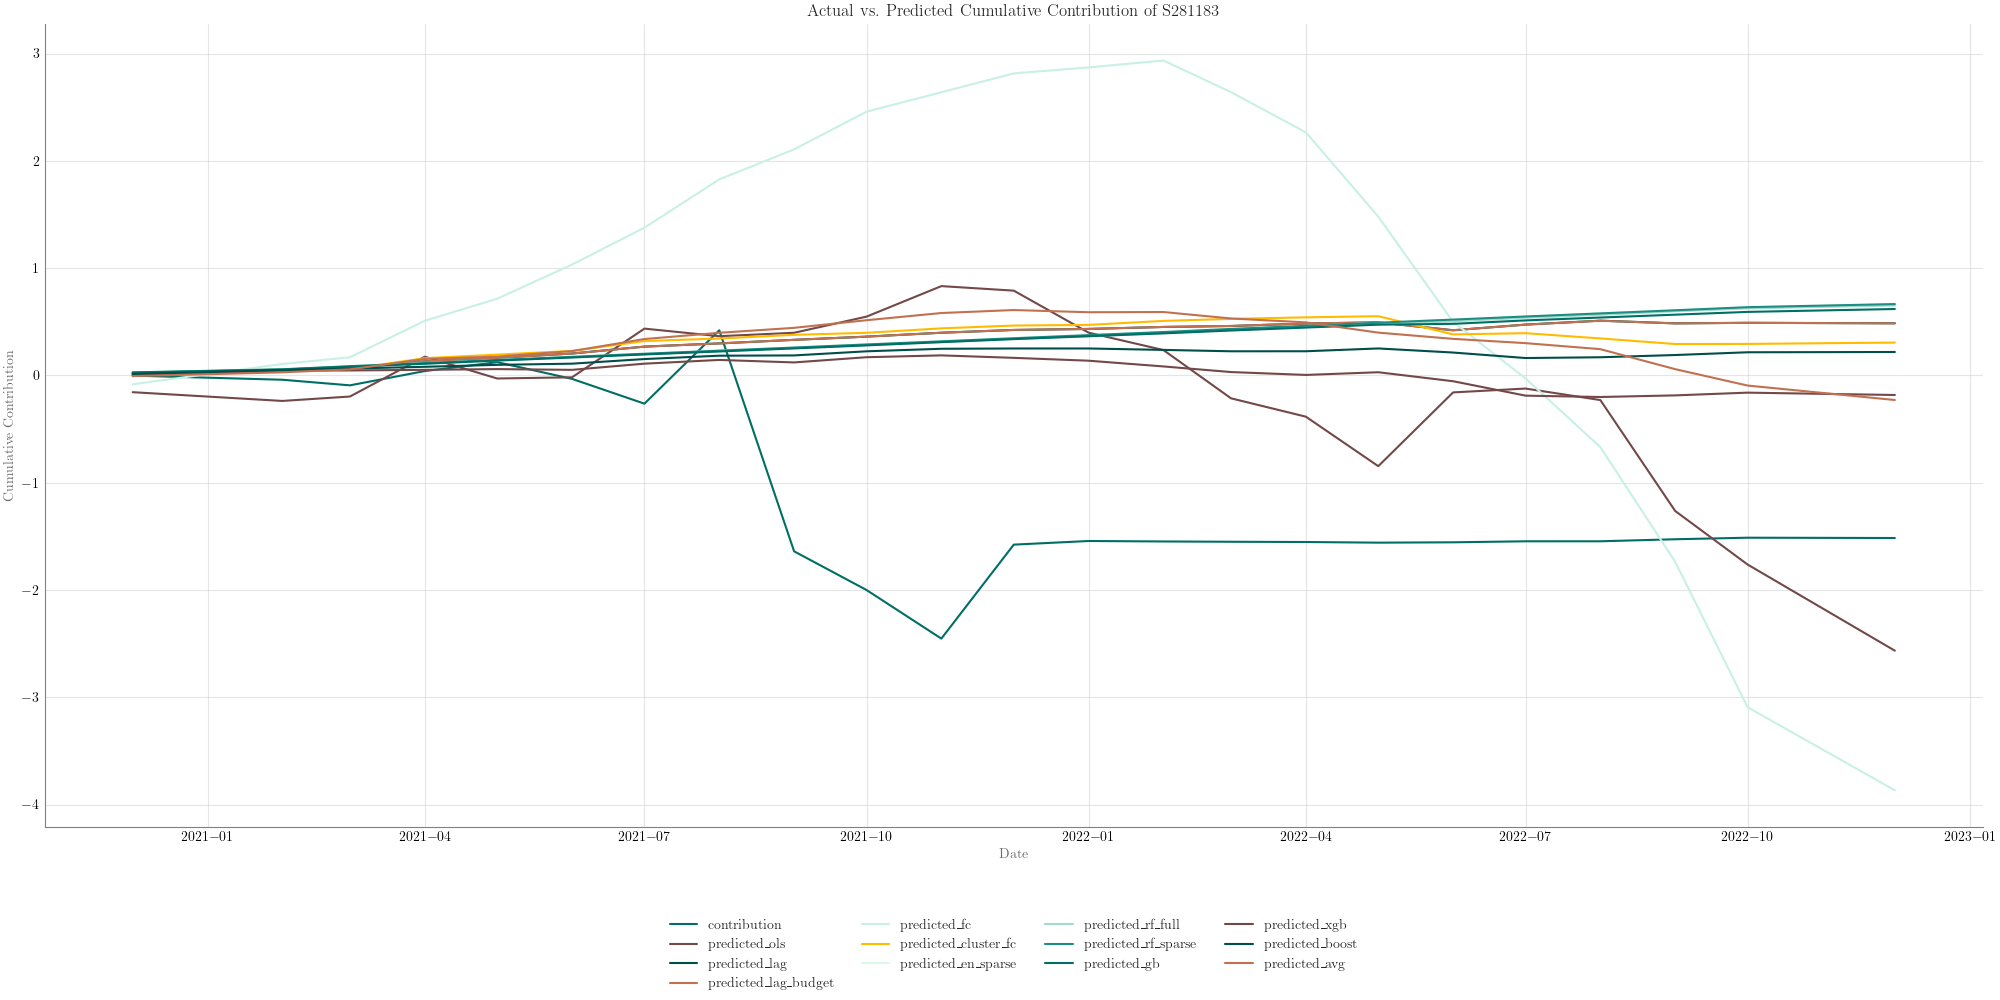 Actual vs. Predicted Cumulative Contribution of S281183
3
2
1
0
−1
−2
−3
−4
Cumulative Contribution
2021−01 2021−04 2021−07 2021−10 2022−01 2022−04 2022−07 2022−10 2023−01
Date
contribution predicted_fc predicted_rf_full predicted_xgb
predicted_ols predicted_cluster_fc predicted_rf_sparse predicted_boost
predicted_lag predicted_en_sparse predicted_gb predicted_avg
predicted_lag_budget